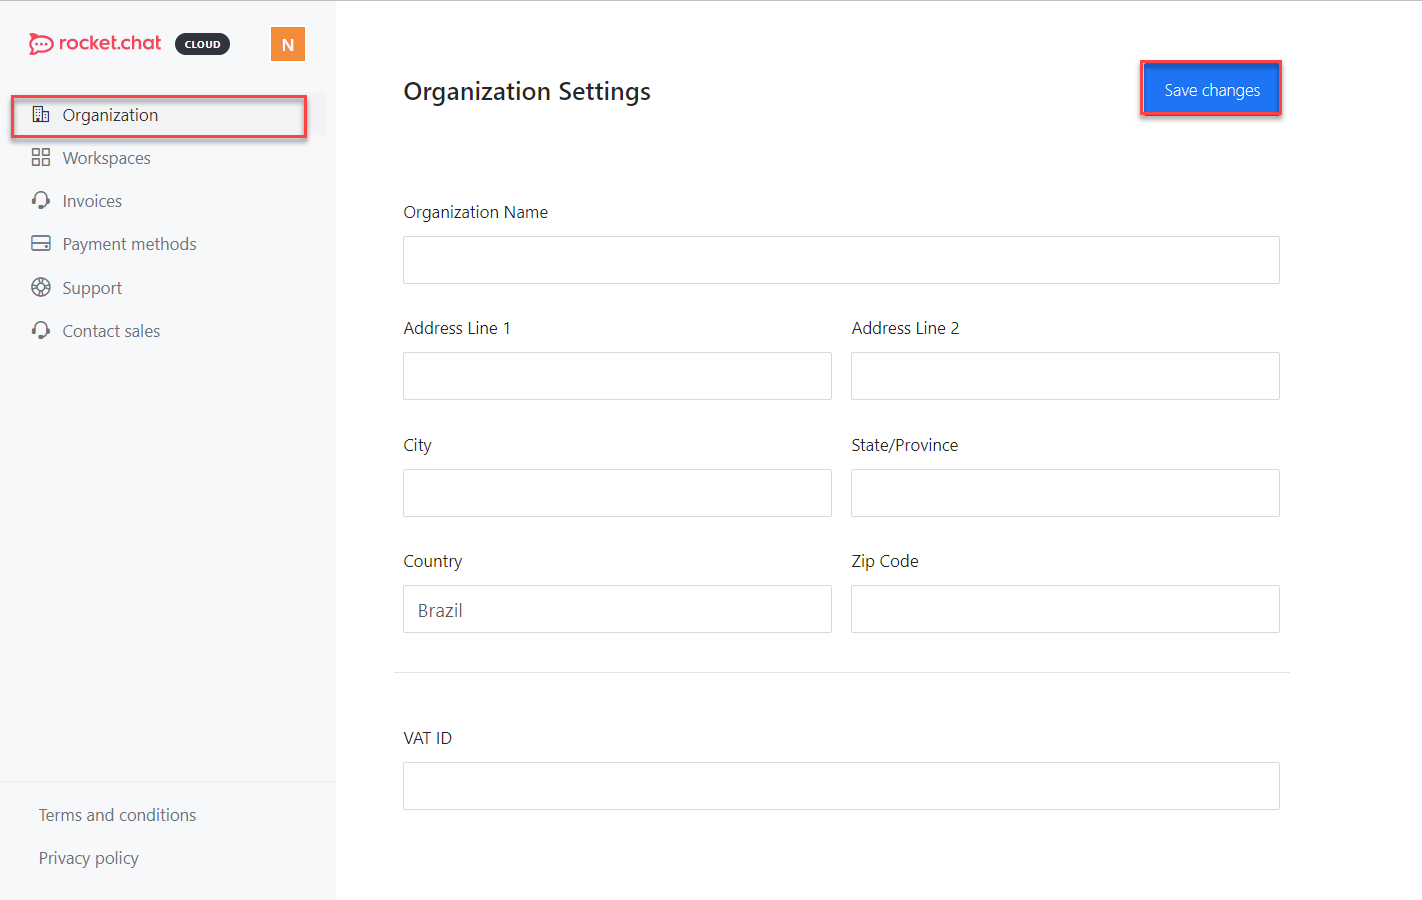 rocket.chat CLOUD N
Organization
Workspaces
Invoices
Payment methods
Support
Contact sales
Terms and conditions
Privacy policy
Organization Settings
Save changes
Organization Name
Address Line 1
Address Line 2
City
State/Province
Country
Zip Code
Brazil
VAT ID